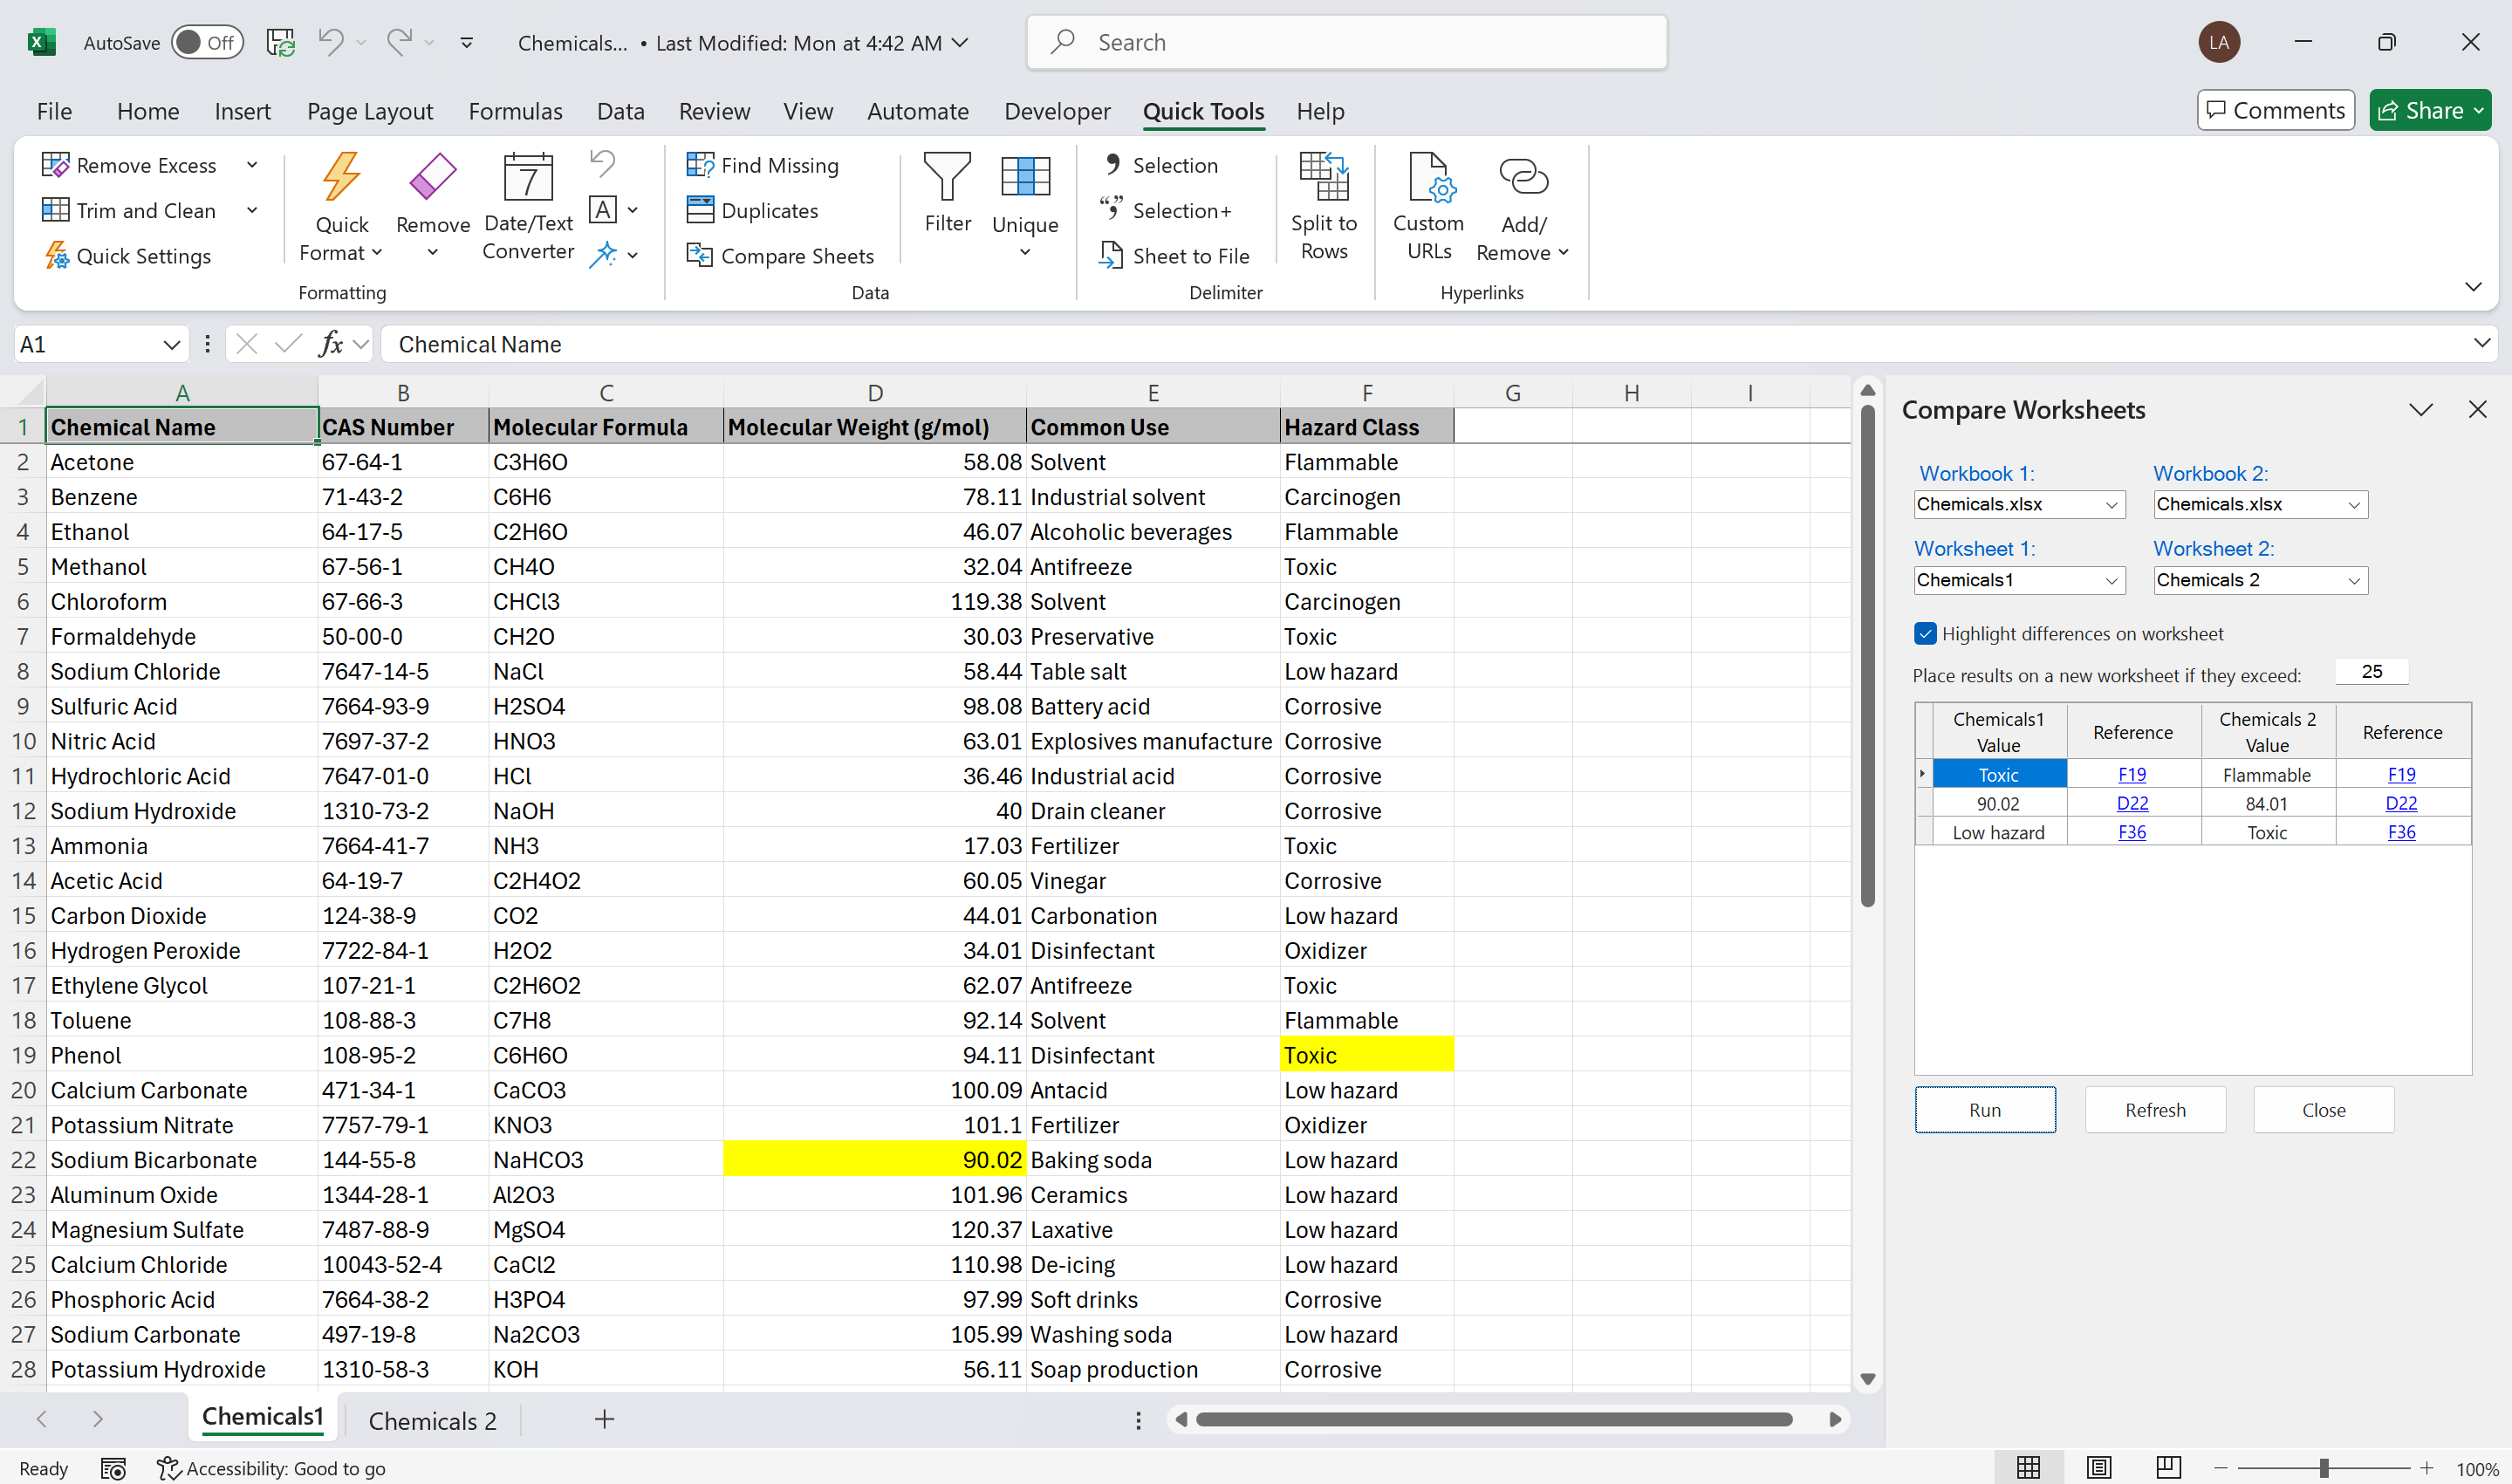 AutoSave Off Chemicals... • Last Modified: Mon at 4:42 AM Search LA
File Home Insert Page Layout Formulas Data Review View Automate Developer Quick Tools Help Comments Share
Remove Excess
Trim and Clean
Quick Settings
Quick Format
Remove
Date/Text Converter
A
Formatting
Find Missing
Duplicates
Compare Sheets
Filter
Unique
Data
Selection
Selection+
Sheet to File
Split to Rows
Delimiter
Custom URLs
Add/ Remove
Hyperlinks
A1 fx Chemical Name
A B C D E F G H I
1 Chemical Name CAS Number Molecular Formula Molecular Weight (g/mol) Common Use Hazard Class
2 Acetone 67-64-1 C3H6O 58.08 Solvent Flammable
3 Benzene 71-43-2 C6H6 78.11 Industrial solvent Carcinogen
4 Ethanol 64-17-5 C2H6O 46.07 Alcoholic beverages Flammable
5 Methanol 67-56-1 CH4O 32.04 Antifreeze Toxic
6 Chloroform 67-66-3 CHCl3 119.38 Solvent Carcinogen
7 Formaldehyde 50-00-0 CH2O 30.03 Preservative Toxic
8 Sodium Chloride 7647-14-5 NaCl 58.44 Table salt Low hazard
9 Sulfuric Acid 7664-93-9 H2SO4 98.08 Battery acid Corrosive
10 Nitric Acid 7697-37-2 HNO3 63.01 Explosives manufacture Corrosive
11 Hydrochloric Acid 7647-01-0 HCl 36.46 Industrial acid Corrosive
12 Sodium Hydroxide 1310-73-2 NaOH 40 Drain cleaner Corrosive
13 Ammonia 7664-41-7 NH3 17.03 Fertilizer Toxic
14 Acetic Acid 64-19-7 C2H4O2 60.05 Vinegar Corrosive
15 Carbon Dioxide 124-38-9 CO2 44.01 Carbonation Low hazard
16 Hydrogen Peroxide 7722-84-1 H2O2 34.01 Disinfectant Oxidizer
17 Ethylene Glycol 107-21-1 C2H6O2 62.07 Antifreeze Toxic
18 Toluene 108-88-3 C7H8 92.14 Solvent Flammable
19 Phenol 108-95-2 C6H6O 94.11 Disinfectant Toxic
20 Calcium Carbonate 471-34-1 CaCO3 100.09 Antacid Low hazard
21 Potassium Nitrate 7757-79-1 KNO3 101.1 Fertilizer Oxidizer
22 Sodium Bicarbonate 144-55-8 NaHCO3 90.02 Baking soda Low hazard
23 Aluminum Oxide 1344-28-1 Al2O3 101.96 Ceramics Low hazard
24 Magnesium Sulfate 7487-88-9 MgSO4 120.37 Laxative Low hazard
25 Calcium Chloride 10043-52-4 CaCl2 110.98 De-icing Low hazard
26 Phosphoric Acid 7664-38-2 H3PO4 97.99 Soft drinks Corrosive
27 Sodium Carbonate 497-19-8 Na2CO3 105.99 Washing soda Low hazard
28 Potassium Hydroxide 1310-58-3 KOH 56.11 Soap production Corrosive
Compare Worksheets
Workbook 1: Workbook 2:
Chemicals.xlsx Chemicals.xlsx
Worksheet 1: Worksheet 2:
Chemicals1 Chemicals 2
Highlight differences on worksheet
Place results on a new worksheet if they exceed: 25
Chemicals1 Value Reference Chemicals 2 Value Reference
Toxic F19 Flammable F19
90.02 D22 84.01 D22
Low hazard F36 Toxic F36
Run Refresh Close
Chemicals1 Chemicals 2
Ready Accessibility: Good to go 100%